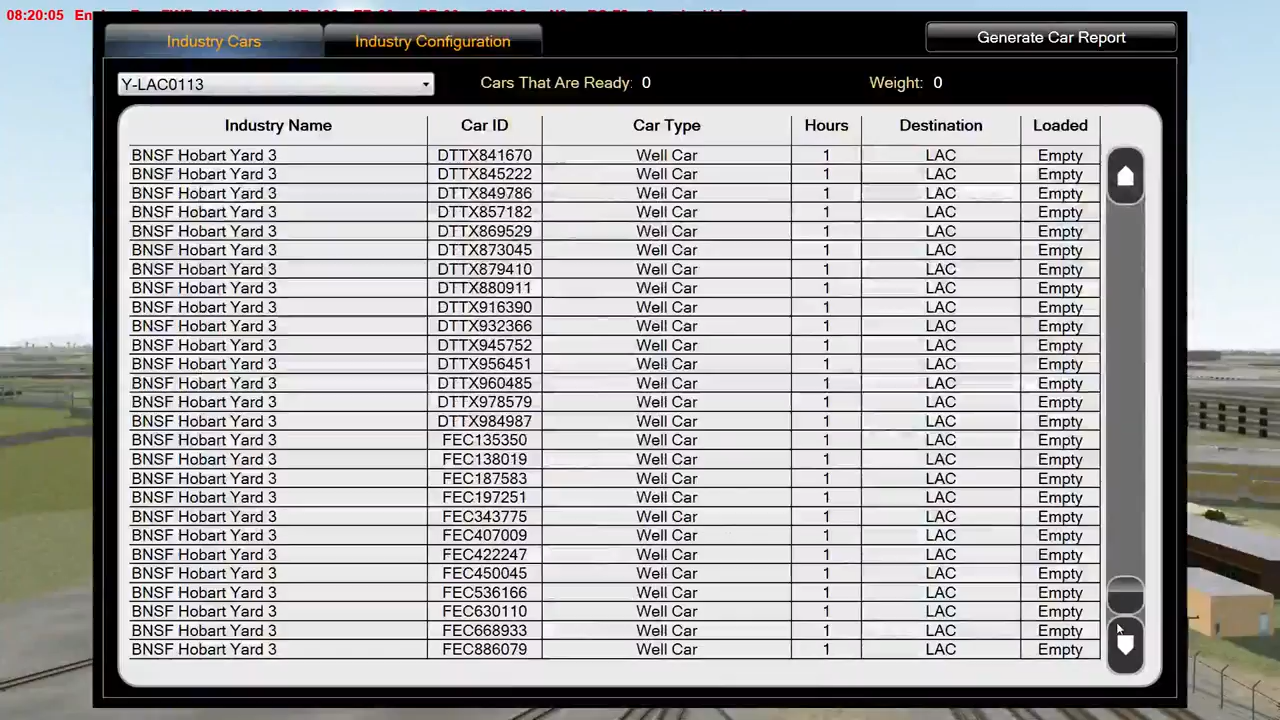 08:20:05 En
Industry Cars Industry Configuration Generate Car Report
Y-LAC0113 Cars That Are Ready: 0 Weight: 0
Industry Name Car ID Car Type Hours Destination Loaded
BNSF Hobart Yard 3 DTTX841670 Well Car 1 LAC Empty
BNSF Hobart Yard 3 DTTX845222 Well Car 1 LAC Empty
BNSF Hobart Yard 3 DTTX849786 Well Car 1 LAC Empty
BNSF Hobart Yard 3 DTTX857182 Well Car 1 LAC Empty
BNSF Hobart Yard 3 DTTX869529 Well Car 1 LAC Empty
BNSF Hobart Yard 3 DTTX873045 Well Car 1 LAC Empty
BNSF Hobart Yard 3 DTTX879410 Well Car 1 LAC Empty
BNSF Hobart Yard 3 DTTX880911 Well Car 1 LAC Empty
BNSF Hobart Yard 3 DTTX916390 Well Car 1 LAC Empty
BNSF Hobart Yard 3 DTTX932366 Well Car 1 LAC Empty
BNSF Hobart Yard 3 DTTX945752 Well Car 1 LAC Empty
BNSF Hobart Yard 3 DTTX956451 Well Car 1 LAC Empty
BNSF Hobart Yard 3 DTTX960485 Well Car 1 LAC Empty
BNSF Hobart Yard 3 DTTX978579 Well Car 1 LAC Empty
BNSF Hobart Yard 3 DTTX984987 Well Car 1 LAC Empty
BNSF Hobart Yard 3 FEC135350 Well Car 1 LAC Empty
BNSF Hobart Yard 3 FEC138019 Well Car 1 LAC Empty
BNSF Hobart Yard 3 FEC187583 Well Car 1 LAC Empty
BNSF Hobart Yard 3 FEC197251 Well Car 1 LAC Empty
BNSF Hobart Yard 3 FEC343775 Well Car 1 LAC Empty
BNSF Hobart Yard 3 FEC407009 Well Car 1 LAC Empty
BNSF Hobart Yard 3 FEC422247 Well Car 1 LAC Empty
BNSF Hobart Yard 3 FEC450045 Well Car 1 LAC Empty
BNSF Hobart Yard 3 FEC536166 Well Car 1 LAC Empty
BNSF Hobart Yard 3 FEC630110 Well Car 1 LAC Empty
BNSF Hobart Yard 3 FEC668933 Well Car 1 LAC Empty
BNSF Hobart Yard 3 FEC886079 Well Car 1 LAC Empty